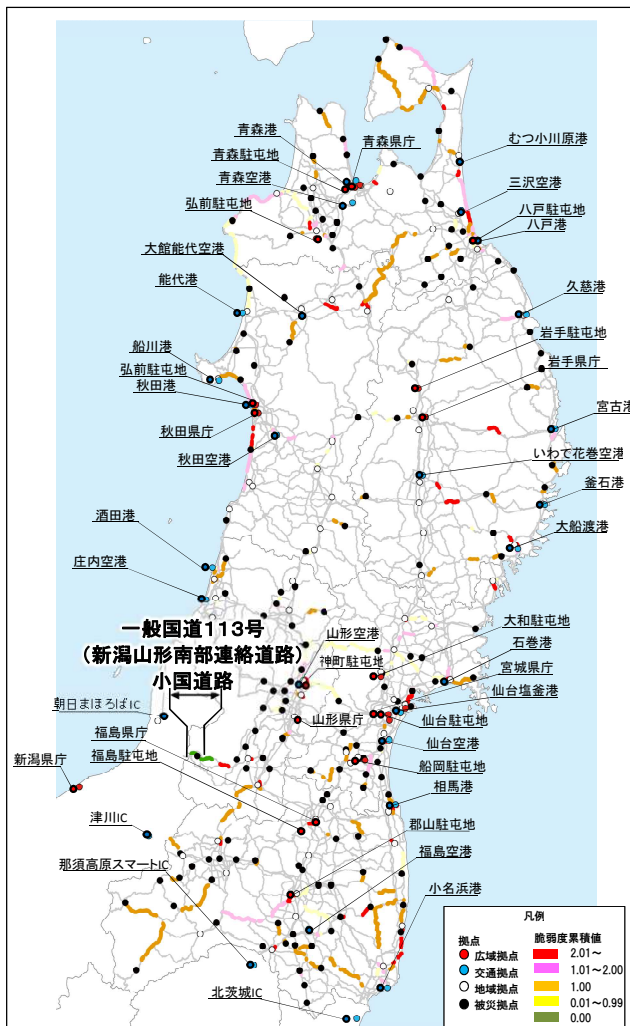 青森港
青森県庁
青森駐屯地
むつ小川原港
青森空港
三沢空港
弘前駐屯地
八戸駐屯地
八戸港
大館能代空港
能代港
久慈港
船川港
岩手駐屯地
弘前駐屯地
岩手県庁
秋田港
宮古港
秋田県庁
いわて花巻空港
秋田空港
釜石港
酒田港
大船渡港
庄内空港
一般国道113号
(新潟山形南部連絡道路)
小国道路
山形空港
大和駐屯地
神町駐屯地
石巻港
宮城県庁
朝日まほろばIC
仙台塩釜港
山形県庁
仙台駐屯地
福島県庁
仙台空港
新潟県庁
福島駐屯地
船岡駐屯地
相馬港
津川IC
郡山駐屯地
那須高原スマートIC
福島空港
小名浜港
北茨城IC
凡例
拠点
広域拠点
交通拠点
地域拠点
被災拠点
脆弱度累積値
2.01～
1.01～2.00
1.00
0.01～0.99
0.00